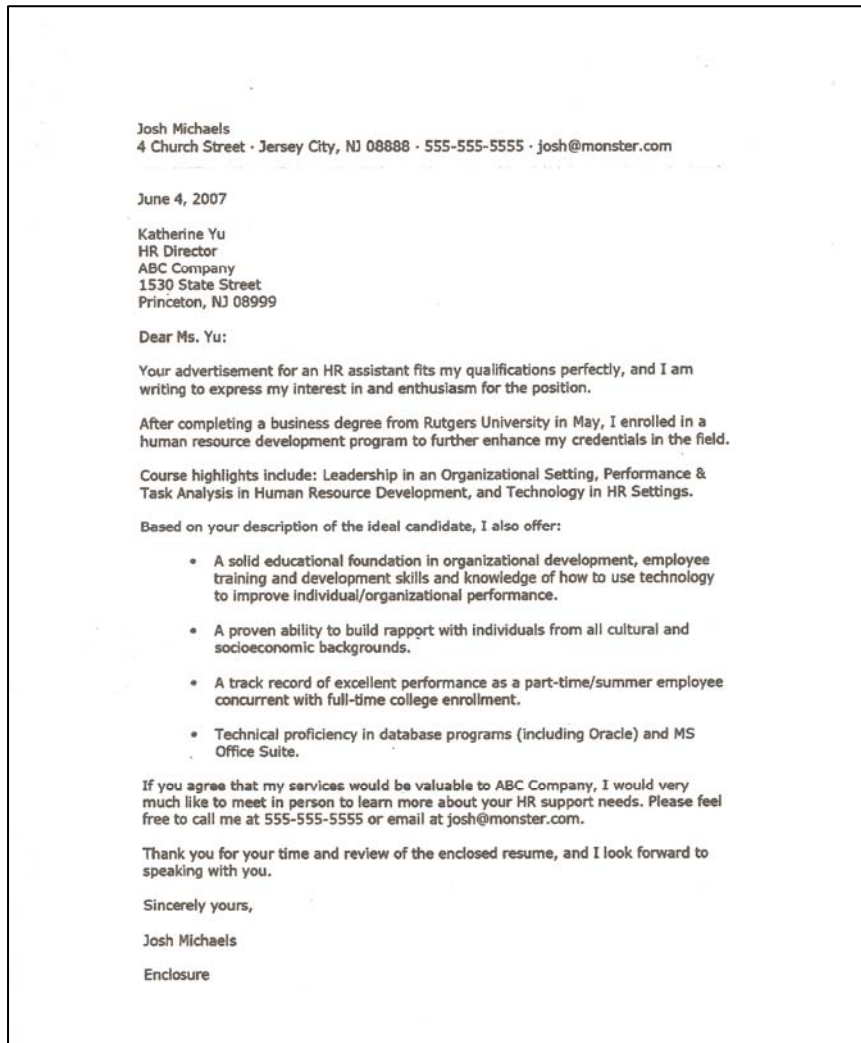 Josh Michaels
4 Church Street · Jersey City, NJ 08888 · 555-555-5555 · josh@monster.com
June 4, 2007
Katherine Yu
HR Director
ABC Company
1530 State Street
Princeton, NJ 08999
Dear Ms. Yu:
Your advertisement for an HR assistant fits my qualifications perfectly, and I am
writing to express my interest in and enthusiasm for the position.
After completing a business degree from Rutgers University in May, I enrolled in a
human resource development program to further enhance my credentials in the field.
Course highlights include: Leadership in an Organizational Setting, Performance &
Task Analysis in Human Resource Development, and Technology in HR Settings.
Based on your description of the ideal candidate, I also offer:
• A solid educational foundation in organizational development, employee
training and development skills and knowledge of how to use technology
to improve individual/organizational performance.
• A proven ability to build rapport with individuals from all cultural and
socioeconomic backgrounds.
• A track record of excellent performance as a part-time/summer employee
concurrent with full-time college enrollment.
• Technical proficiency in database programs (including Oracle) and MS
Office Suite.
If you agree that my services would be valuable to ABC Company, I would very
much like to meet in person to learn more about your HR support needs. Please feel
free to call me at 555-555-5555 or email at josh@monster.com.
Thank you for your time and review of the enclosed resume, and I look forward to
speaking with you.
Sincerely yours,
Josh Michaels
Enclosure